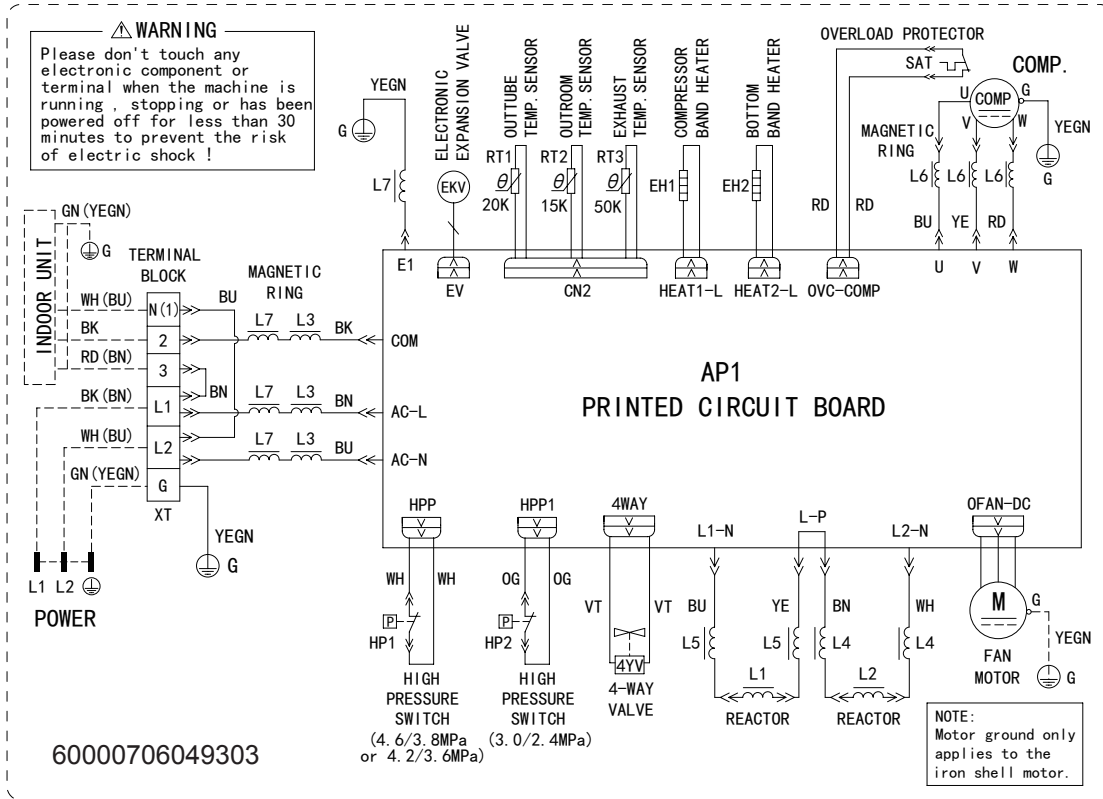 ⚠ WARNING
Please don't touch any
electronic component or
terminal when the machine is
running , stopping or has been
powered off for less than 30
minutes to prevent the risk
of electric shock !
YEGN
G
L7
E1
ELECTRONIC
EXPANSION VALVE
EKV
EV
OUTTUBE
TEMP. SENSOR
OUTROOM
TEMP. SENSOR
EXHAUST
TEMP. SENSOR
RT1
RT2
RT3
θ
θ
θ
20K
15K
50K
CN2
COMPRESSOR
BAND HEATER
EH1
HEAT1-L
BOTTOM
BAND HEATER
EH2
HEAT2-L
OVERLOAD PROTECTOR
SAT
RD
RD
OVC-COMP
COMP.
COMP
U
V
W
G
YEGN
G
MAGNETIC
RING
L6
L6
L6
BU
YE
RD
U
V
W
GN(YEGN)
G
INDOOR UNIT
TERMINAL
BLOCK
WH(BU)
BK
RD(BN)
BK(BN)
WH(BU)
GN(YEGN)
N(1)
2
3
L1
L2
G
XT
BU
BN
MAGNETIC
RING
L7
L3
BK
COM
L7
L3
BN
AC-L
L7
L3
BU
AC-N
YEGN
G
L1
L2
POWER
AP1
PRINTED CIRCUIT BOARD
HPP
WH
WH
P
HP1
HIGH
PRESSURE
SWITCH
(4.6/3.8MPa
or 4.2/3.6MPa)
HPP1
OG
OG
P
HP2
HIGH
PRESSURE
SWITCH
(3.0/2.4MPa)
4WAY
VT
VT
4YV
4-WAY
VALVE
L1-N
L-P
L2-N
BU
YE
BN
WH
L5
L5
L4
L4
L1
L2
REACTOR
REACTOR
OFAN-DC
M
G
YEGN
G
FAN
MOTOR
NOTE:
Motor ground only
applies to the
iron shell motor.
60000706049303